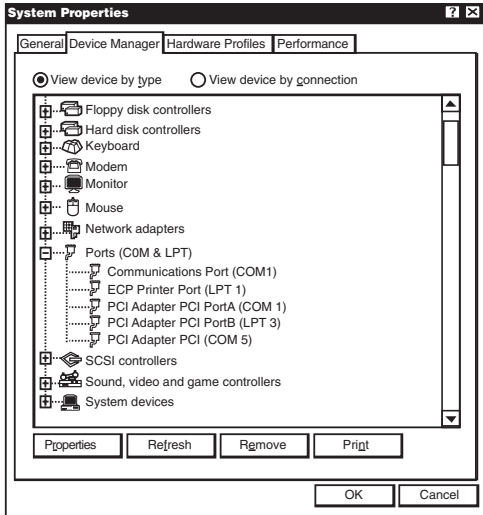 System Properties ? X
General Device Manager Hardware Profiles Performance
View device by type View device by connection
Floppy disk controllers
Hard disk controllers
Keyboard
Modem
Monitor
Mouse
Network adapters
Ports (C0M & LPT)
Communications Port (COM1)
ECP Printer Port (LPT 1)
PCI Adapter PCI PortA (COM 1)
PCI Adapter PCI PortB (LPT 3)
PCI Adapter PCI (COM 5)
SCSI controllers
Sound, video and game controllers
System devices
Properties Refresh Remove Print
OK Cancel